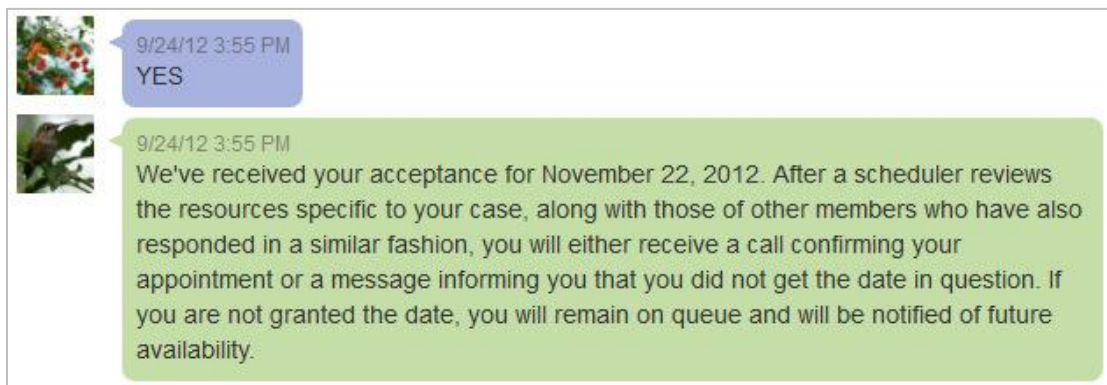 9/24/12 3:55 PM
YES
9/24/12 3:55 PM
We've received your acceptance for November 22, 2012. After a scheduler reviews
the resources specific to your case, along with those of other members who have also
responded in a similar fashion, you will either receive a call confirming your
appointment or a message informing you that you did not get the date in question. If
you are not granted the date, you will remain on queue and will be notified of future
availability.